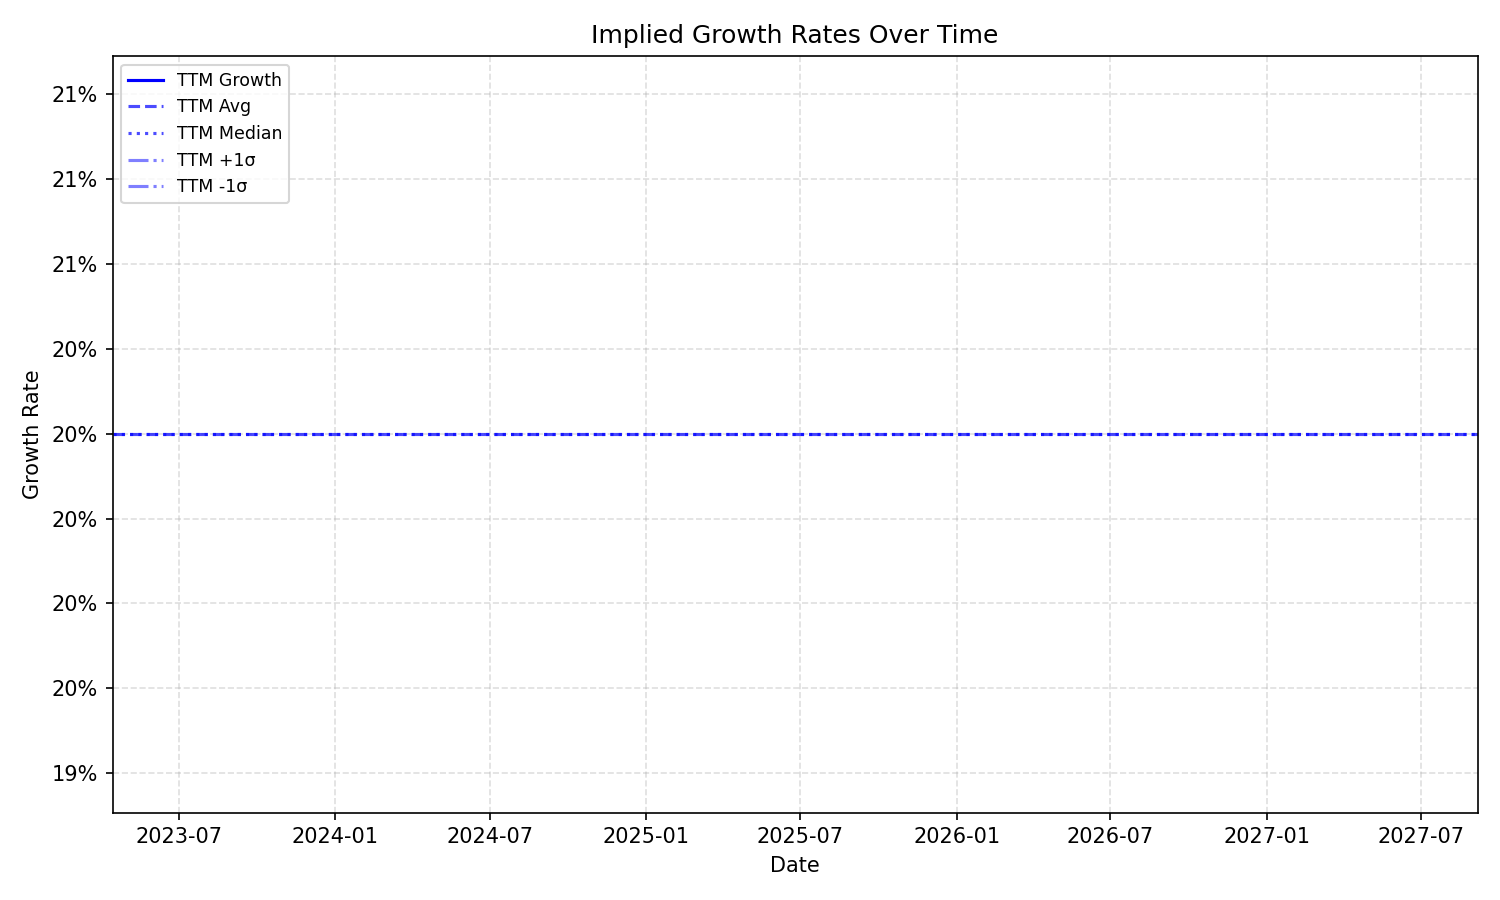 Implied Growth Rates Over Time
TTM Growth
TTM Avg
TTM Median
TTM +1σ
TTM -1σ
21%
21%
21%
20%
20%
20%
20%
20%
19%
Growth Rate
2023-07 2024-01 2024-07 2025-01 2025-07 2026-01 2026-07 2027-01 2027-07
Date